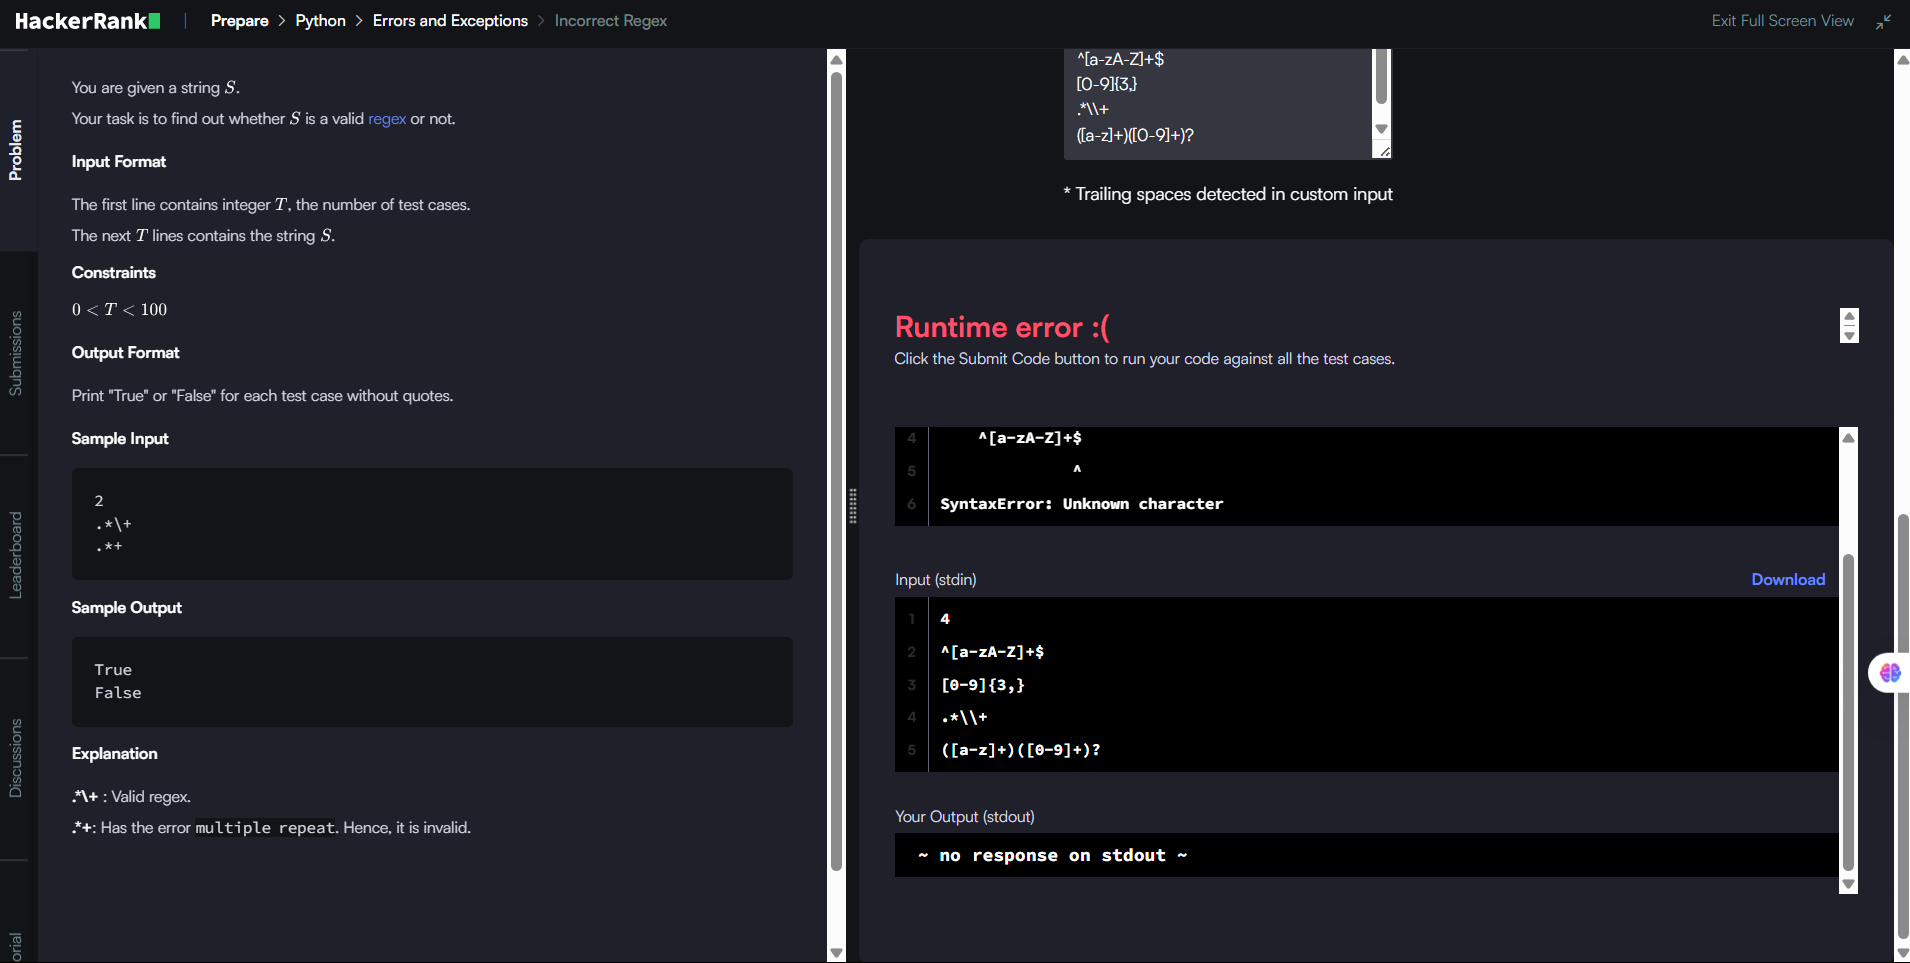 HackerRank
Prepare > Python > Errors and Exceptions > Incorrect Regex
Exit Full Screen View
Problem
Submissions
Leaderboard
Discussions
orial
You are given a string S.
Your task is to find out whether S is a valid regex or not.
Input Format
The first line contains integer T, the number of test cases.
The next T lines contains the string S.
Constraints
0 < T < 100
Output Format
Print "True" or "False" for each test case without quotes.
Sample Input
2
.*\+
.*+
Sample Output
True
False
Explanation
.*\+ : Valid regex.
.*+: Has the error multiple repeat. Hence, it is invalid.
^[a-zA-Z]+$
[0-9]{3,}
.*\\+
([a-z]+)([0-9]+)?
* Trailing spaces detected in custom input
Runtime error :(
Click the Submit Code button to run your code against all the test cases.
4 ^[a-zA-Z]+$
5 ^
6 SyntaxError: Unknown character
Input (stdin)
Download
1 4
2 ^[a-zA-Z]+$
3 [0-9]{3,}
4 .*\\+
5 ([a-z]+)([0-9]+)?
Your Output (stdout)
~ no response on stdout ~